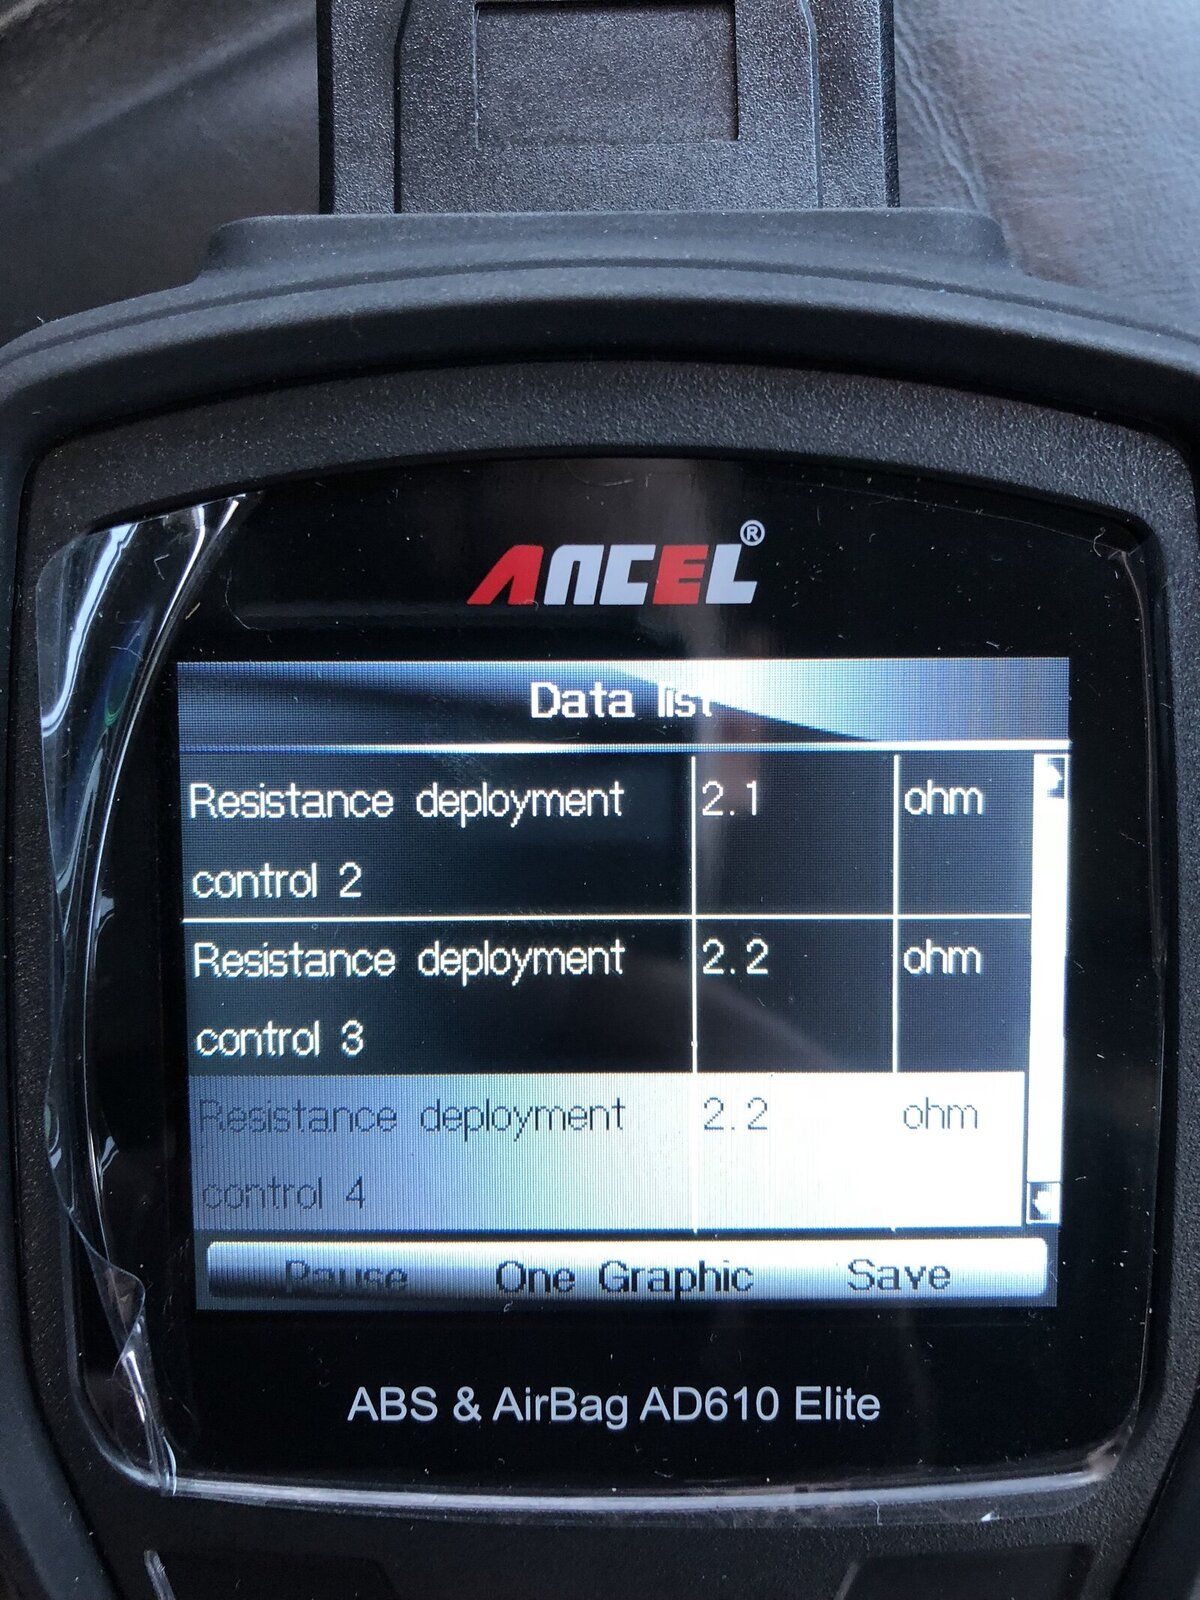 ANCEL®
Data list
Resistance deployment 2.1 ohm
control 2
Resistance deployment 2.2 ohm
control 3
Resistance deployment 2.2 ohm
control 4
Pause One Graphic Save
ABS & AirBag AD610 Elite